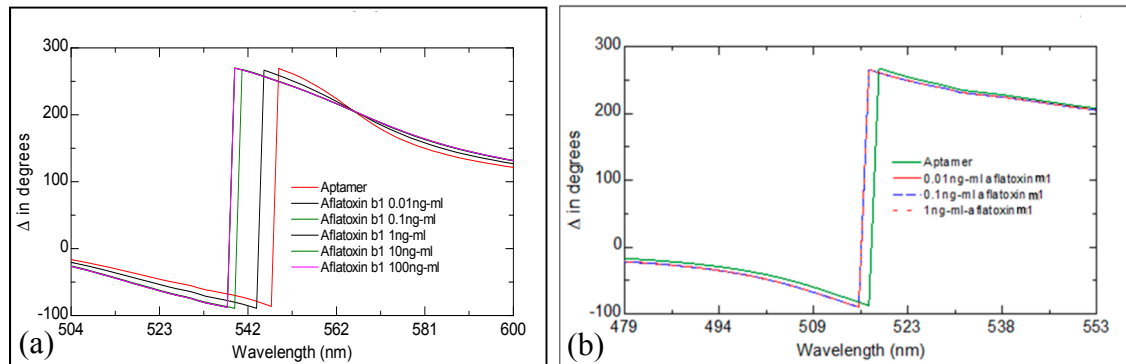 300
200
Δ in degrees
100
0
-100
504 523 542 562 581 600
Wavelength (nm)
Aptamer
Aflatoxin b1 0.01ng-ml
Aflatoxin b1 0.1ng-ml
Aflatoxin b1 1ng-ml
Aflatoxin b1 10ng-ml
Aflatoxin b1 100ng-ml
(a)
300
200
Δ in degrees
100
0
-100
479 494 509 523 538 553
Wavelength (nm)
Aptamer
0.01ng-ml aflatoxin m1
0.1ng-ml aflatoxin m1
1ng-ml-aflatoxin m1
(b)